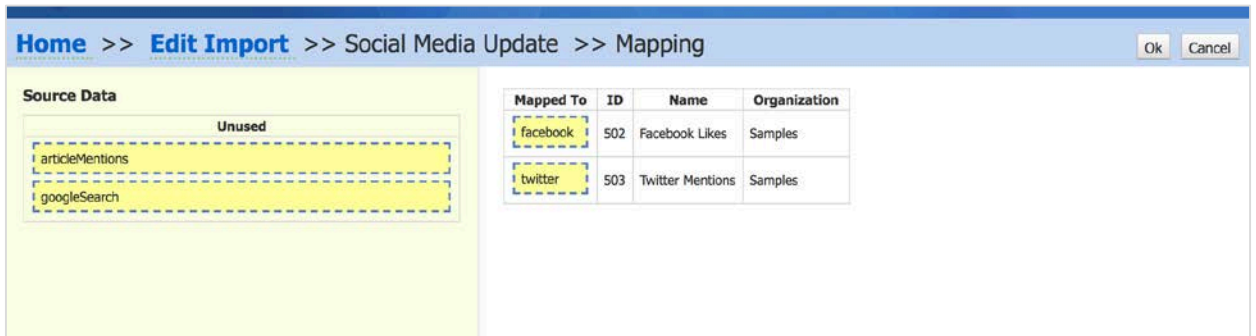 Home >> Edit Import >> Social Media Update >> Mapping
Ok Cancel
Source Data
Unused
articleMentions
googleSearch
Mapped To ID Name Organization
facebook 502 Facebook Likes Samples
twitter 503 Twitter Mentions Samples